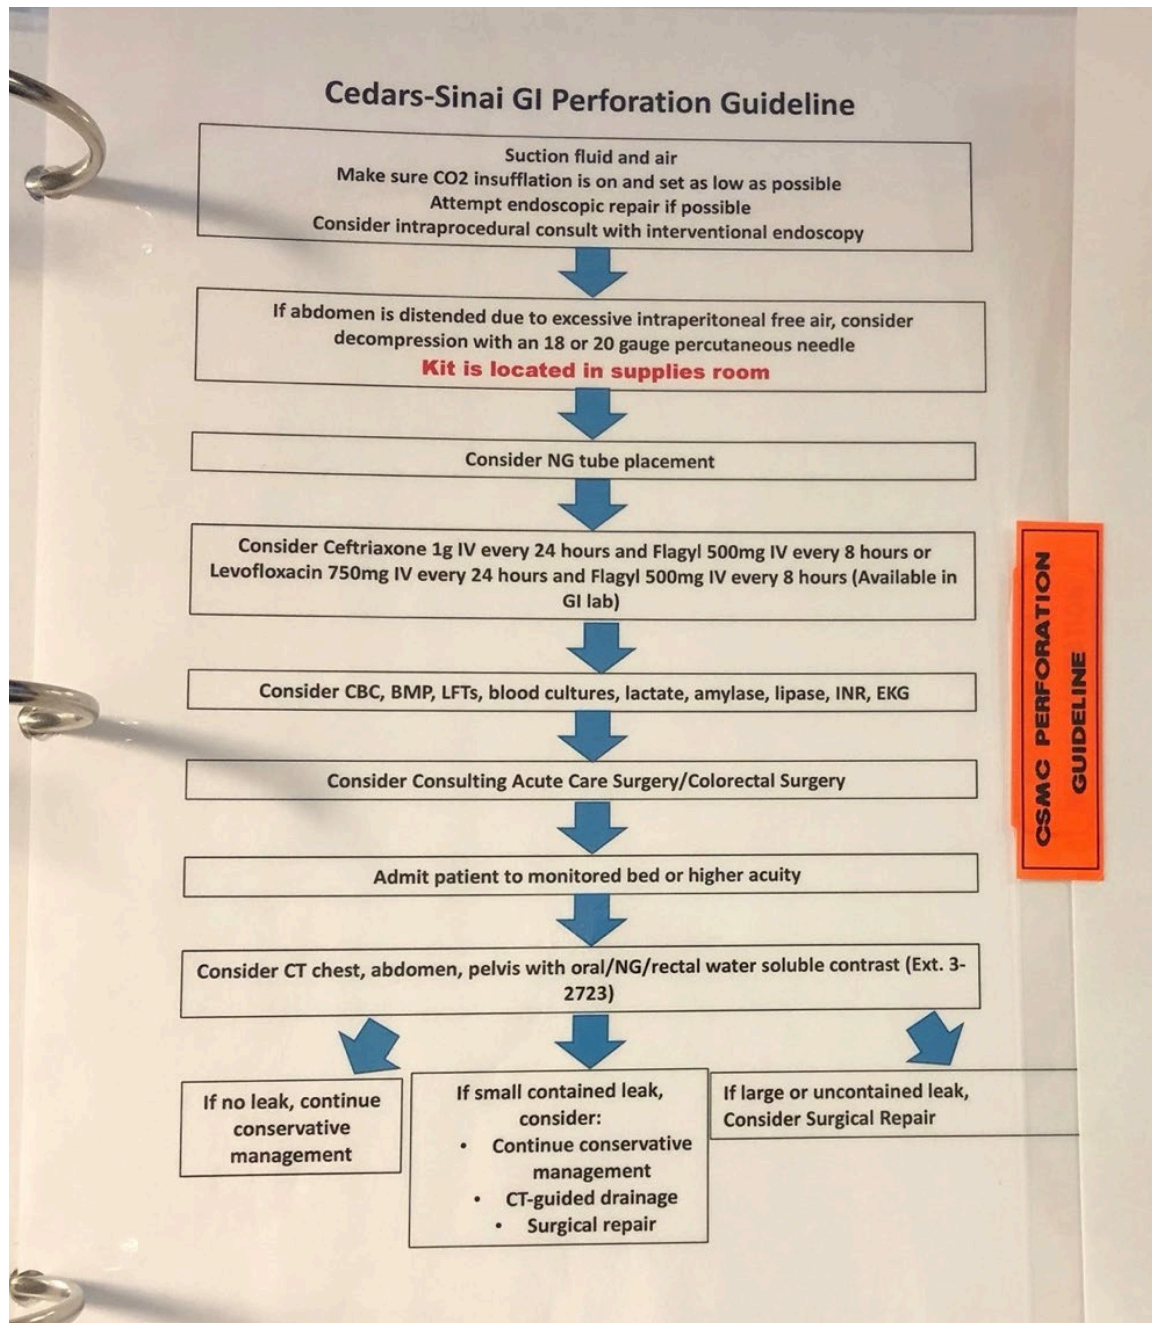 Cedars-Sinai GI Perforation Guideline
Suction fluid and air
Make sure CO2 insufflation is on and set as low as possible
Attempt endoscopic repair if possible
Consider intraprocedural consult with interventional endoscopy
If abdomen is distended due to excessive intraperitoneal free air, consider
decompression with an 18 or 20 gauge percutaneous needle
Kit is located in supplies room
Consider NG tube placement
Consider Ceftriaxone 1g IV every 24 hours and Flagyl 500mg IV every 8 hours or
Levofloxacin 750mg IV every 24 hours and Flagyl 500mg IV every 8 hours (Available in
GI lab)
Consider CBC, BMP, LFTs, blood cultures, lactate, amylase, lipase, INR, EKG
Consider Consulting Acute Care Surgery/Colorectal Surgery
Admit patient to monitored bed or higher acuity
Consider CT chest, abdomen, pelvis with oral/NG/rectal water soluble contrast (Ext. 3-
2723)
If no leak, continue
conservative
management
If small contained leak,
consider:
• Continue conservative
management
• CT-guided drainage
• Surgical repair
If large or uncontained leak,
Consider Surgical Repair
CSMC PERFORATION
GUIDELINE